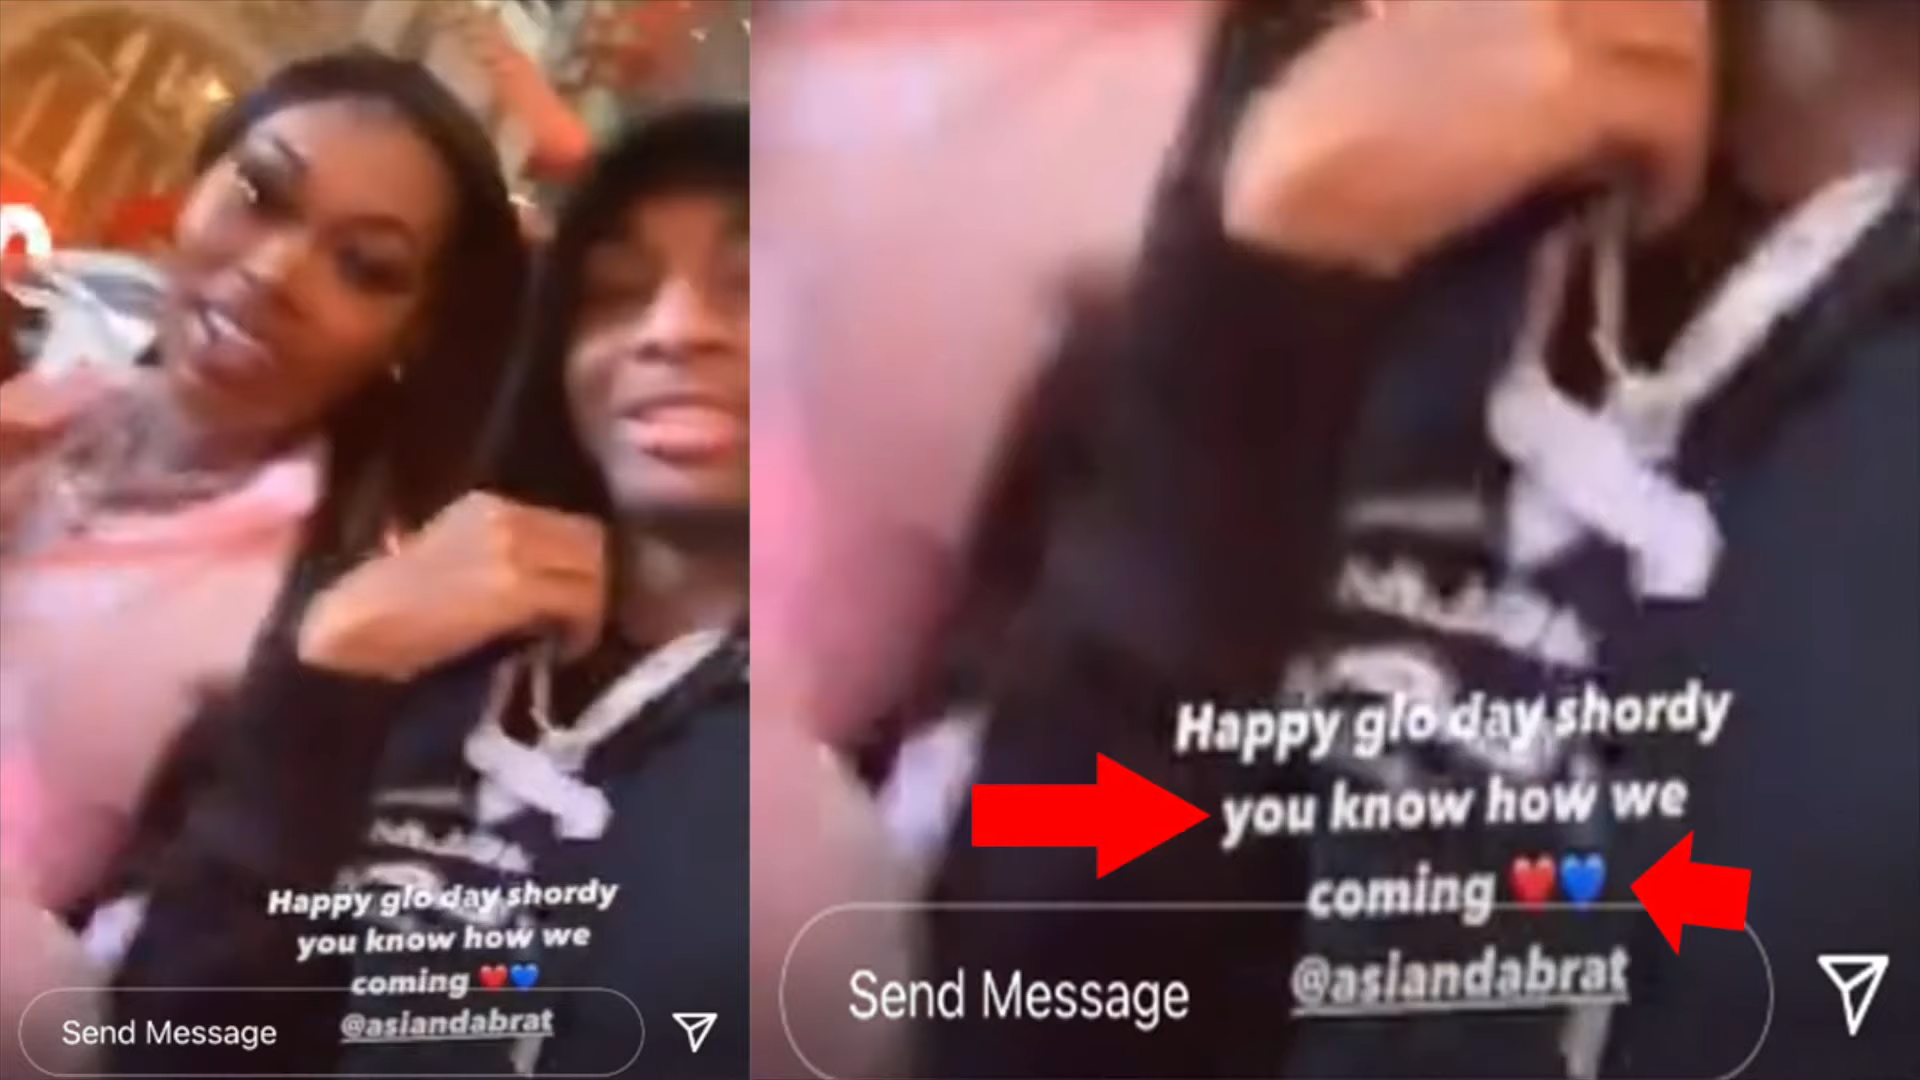 Happy glo day shordy
you know how we
coming ❤️💙
@asiandabrat
Send Message
Happy glo day shordy
you know how we
coming ❤️💙
@asiandabrat
Send Message